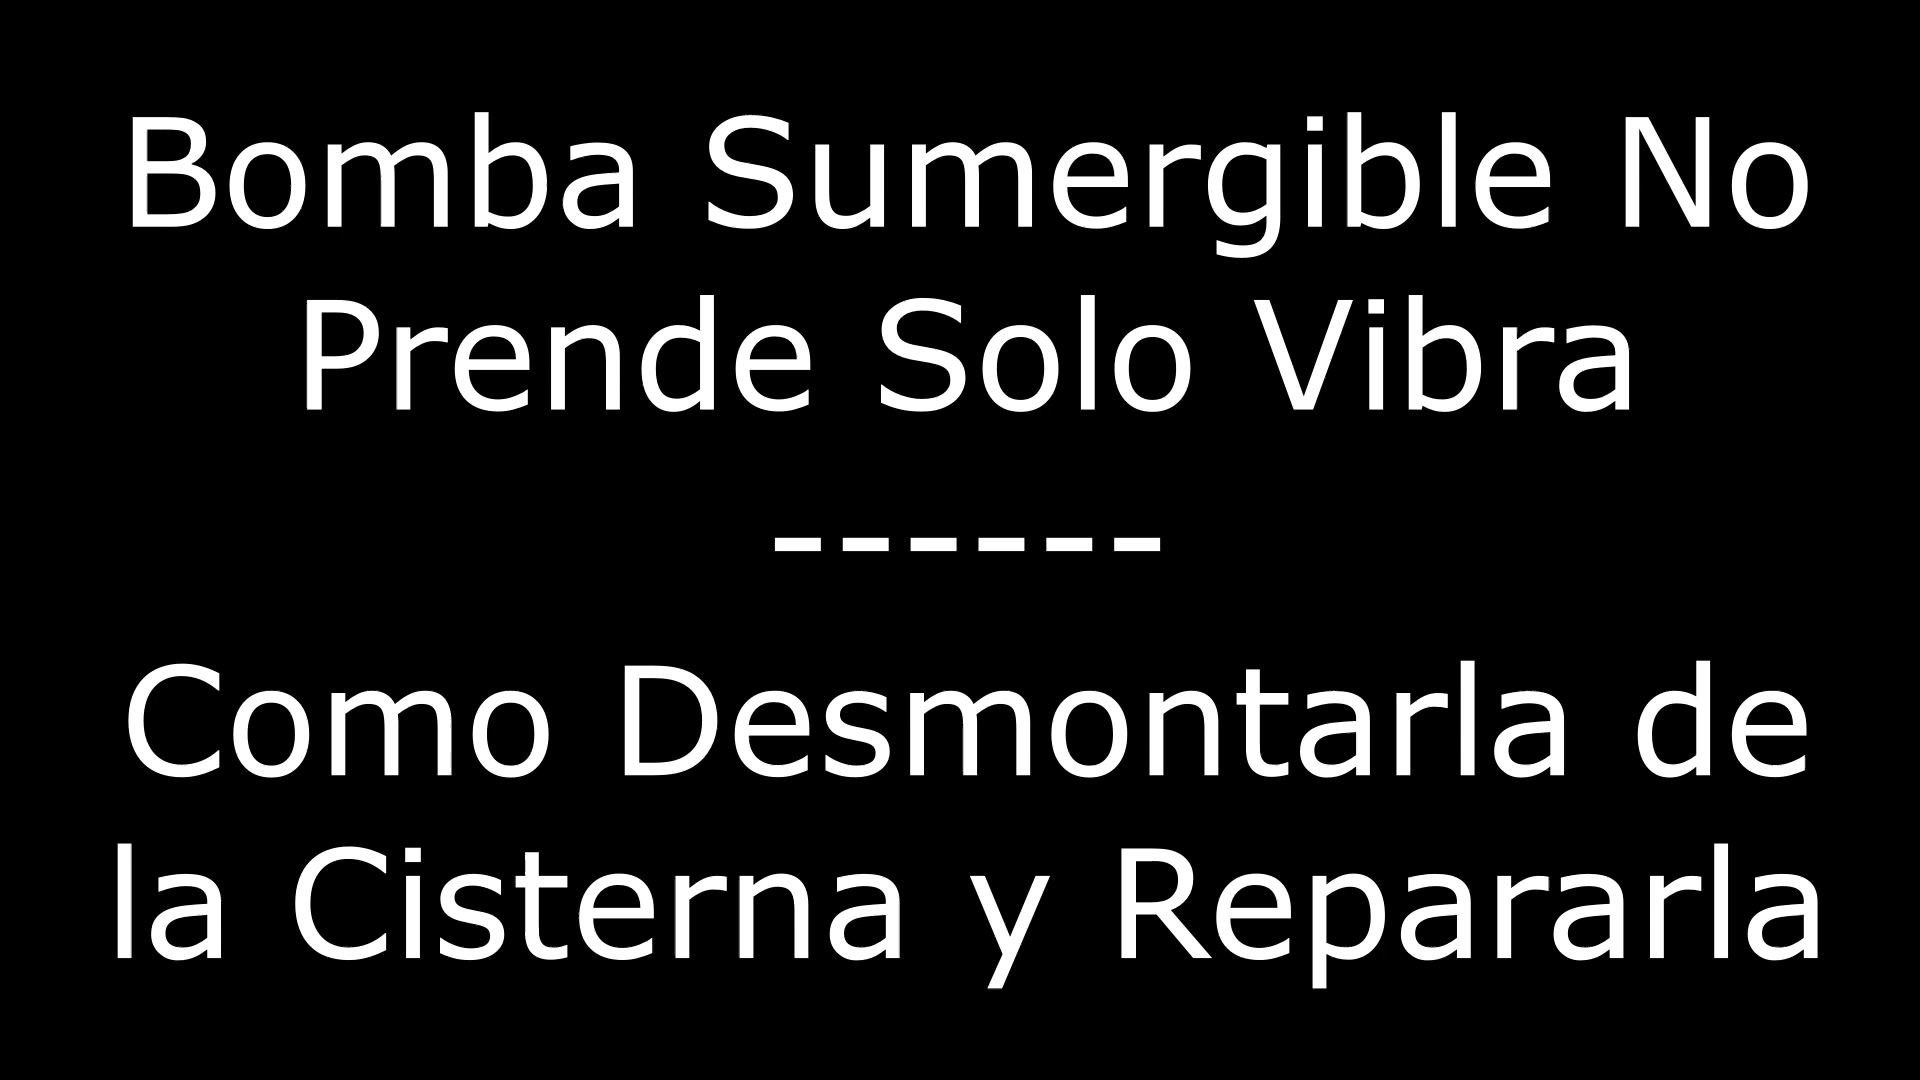 Bomba Sumergible No
Prende Solo Vibra
------
Como Desmontarla de
la Cisterna y Repararla